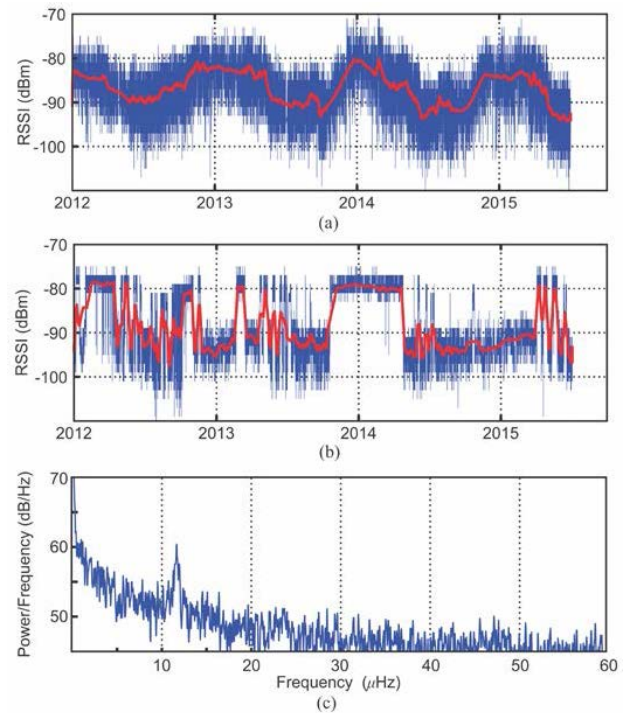 -70
-80
-90
-100
RSSI (dBm)
2012 2013 2014 2015
(a)
-70
-80
-90
-100
RSSI (dBm)
2012 2013 2014 2015
(b)
70
60
50
Power/Frequency (dB/Hz)
10 20 30 40 50 60
Frequency (μHz)
(c)